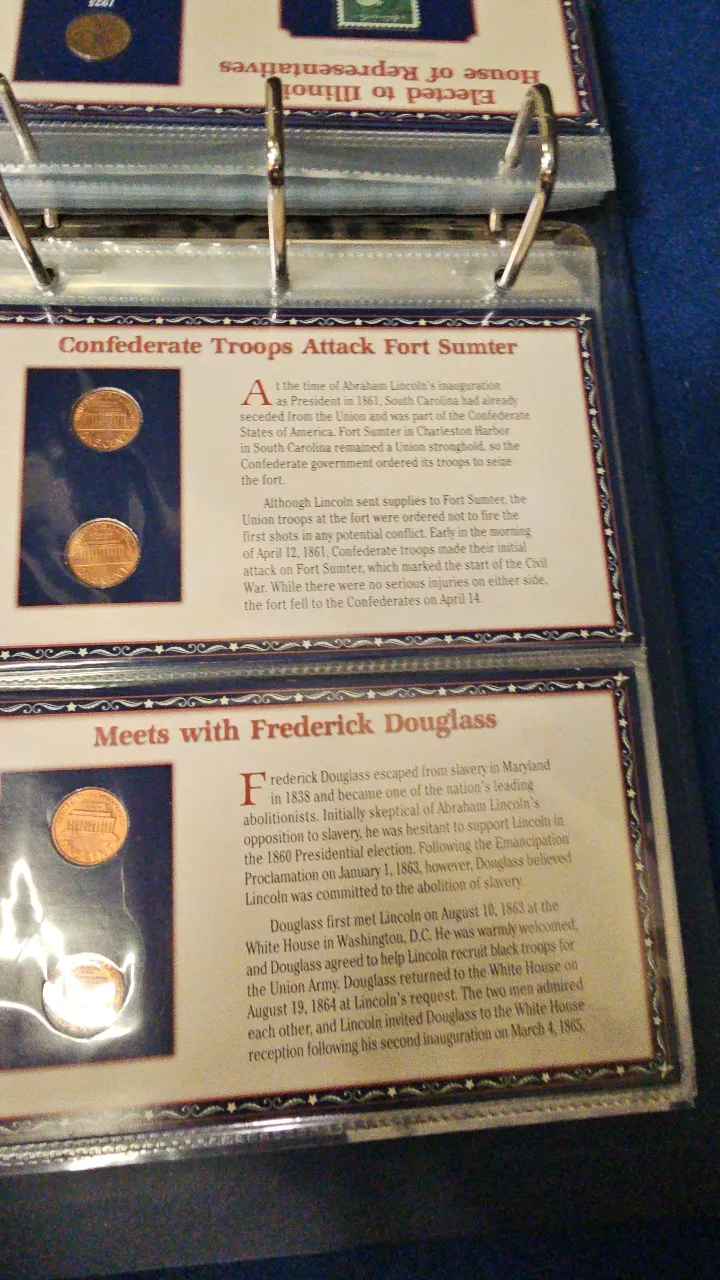 1925
Elected to Illinoi
House of Representatives
Confederate Troops Attack Fort Sumter
At the time of Abraham Lincoln's inauguration
as President in 1861, South Carolina had already
seceded from the Union and was part of the Confederate
States of America. Fort Sumter in Charleston Harbor
in South Carolina remained a Union stronghold, so the
Confederate government ordered its troops to seize
the fort.
Although Lincoln sent supplies to Fort Sumter, the
Union troops at the fort were ordered not to fire the
first shots in any potential conflict. Early in the morning
of April 12, 1861, Confederate troops made their initial
attack on Fort Sumter, which marked the start of the Civil
War. While there were no serious injuries on either side,
the fort fell to the Confederates on April 14.
Meets with Frederick Douglass
Frederick Douglass escaped from slavery in Maryland
in 1838 and became one of the nation's leading
abolitionists. Initially skeptical of Abraham Lincoln's
opposition to slavery, he was hesitant to support Lincoln in
the 1860 Presidential election. Following the Emancipation
Proclamation on January 1, 1863, however, Douglass believed
Lincoln was committed to the abolition of slavery.
Douglass first met Lincoln on August 10, 1863 at the
White House in Washington, D.C. He was warmly welcomed,
and Douglass agreed to help Lincoln recruit black troops for
the Union Army. Douglass returned to the White House on
August 19, 1864 at Lincoln's request. The two men admired
each other, and Lincoln invited Douglass to the White House
reception following his second inauguration on March 4, 1865.